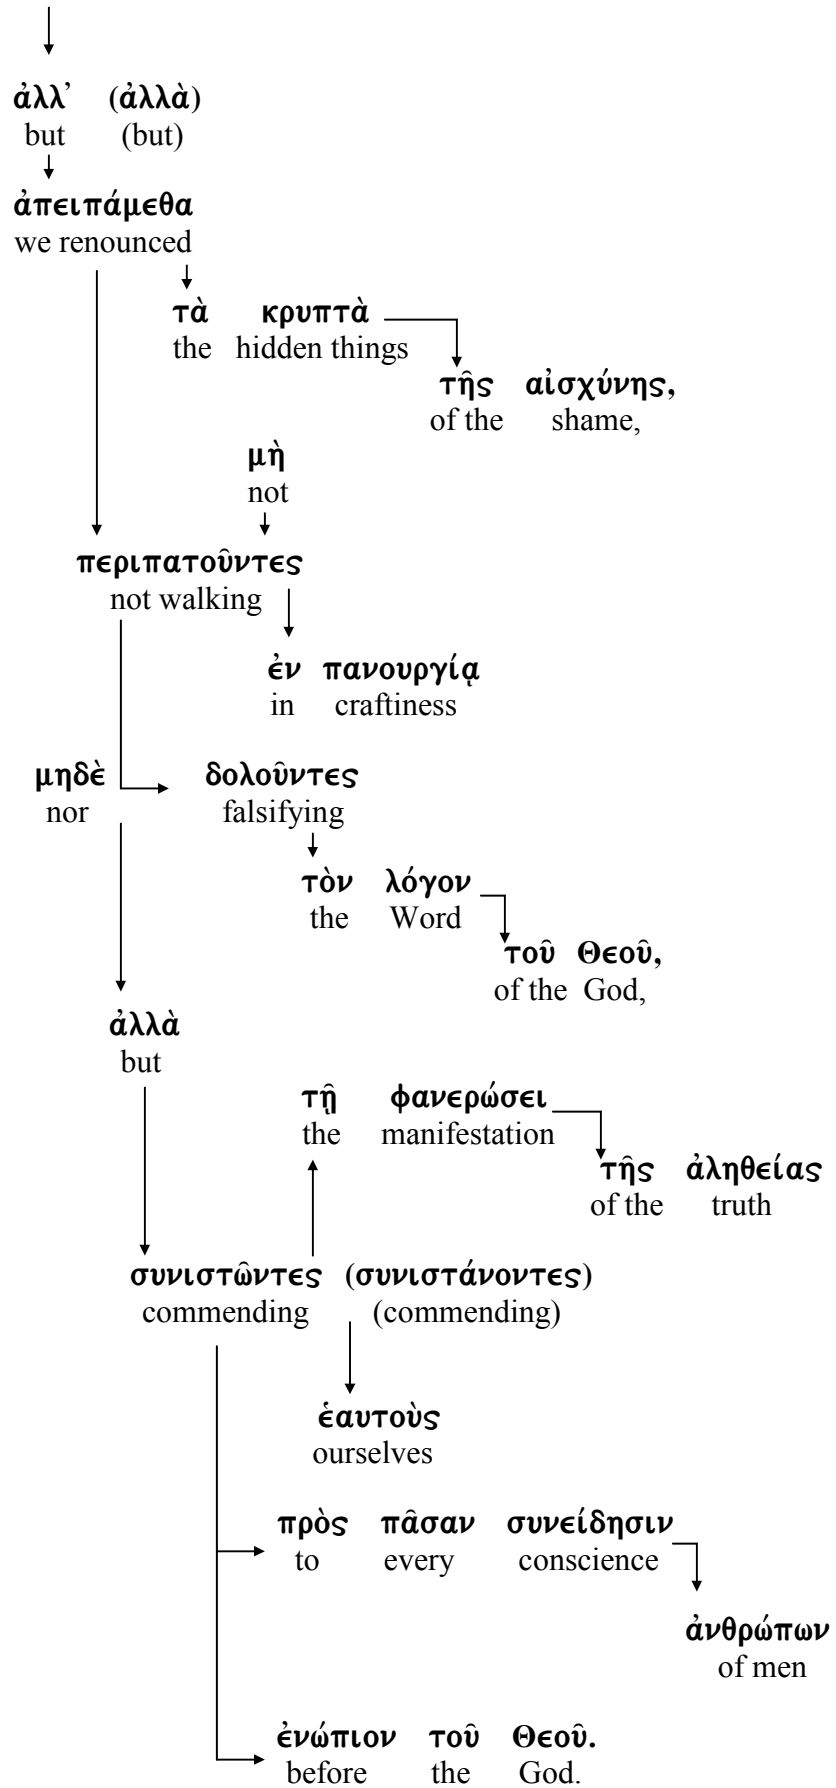 ἀλλ’ (ἀλλὰ)
but (but)
ἀπειπάμεθα
we renounced
τὰ κρυπτὰ
the hidden things
τῆς αἰσχύνης,
of the shame,
μὴ
not
περιπατοῦντες
not walking
ἐν πανουργίᾳ
in craftiness
μηδὲ δολοῦντες
nor falsifying
τὸν λόγον
the Word
τοῦ Θεοῦ,
of the God,
ἀλλὰ
but
τῇ φανερώσει
the manifestation
τῆς ἀληθείας
of the truth
συνιστῶντες (συνιστάνοντες)
commending (commending)
ἑαυτοὺς
ourselves
πρὸς πᾶσαν συνείδησιν
to every conscience
ἀνθρώπων
of men
ἐνώπιον τοῦ Θεοῦ.
before the God.